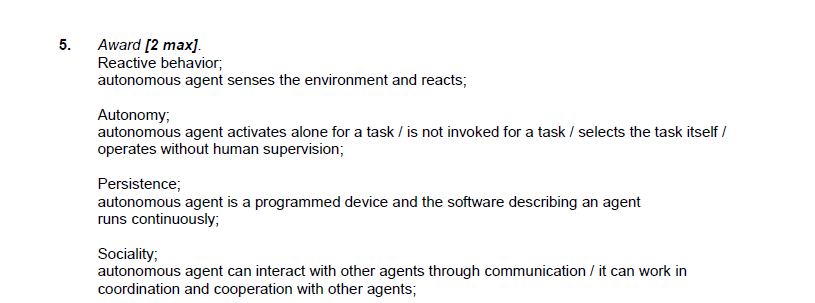 5. Award [2 max].
Reactive behavior;
autonomous agent senses the environment and reacts;
Autonomy;
autonomous agent activates alone for a task / is not invoked for a task / selects the task itself /
operates without human supervision;
Persistence;
autonomous agent is a programmed device and the software describing an agent
runs continuously;
Sociality;
autonomous agent can interact with other agents through communication / it can work in
coordination and cooperation with other agents;